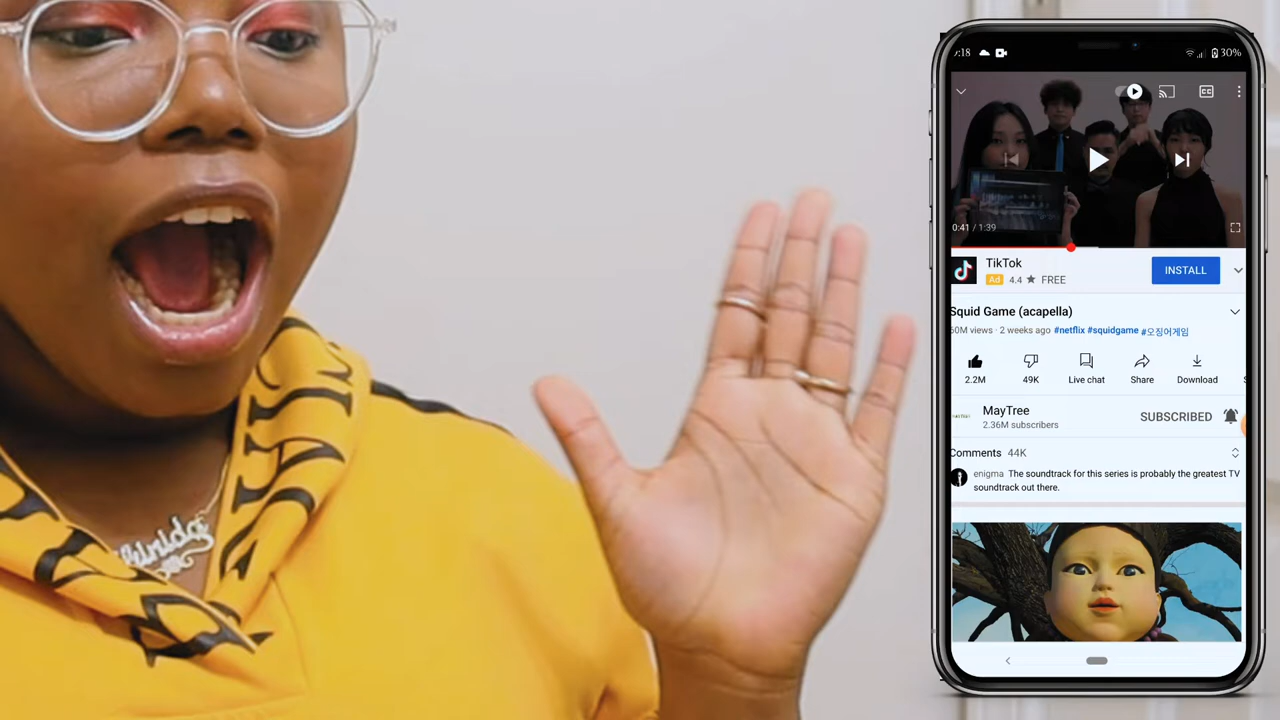 :18
30%
0:41 / 1:39
TikTok
Ad 4.4 ★ FREE
INSTALL
Squid Game (acapella)
60M views · 2 weeks ago #netflix #squidgame #오징어게임
2.2M
49K
Live chat
Share
Download
MayTree
2.36M subscribers
SUBSCRIBED
Comments 44K
enigma The soundtrack for this series is probably the greatest TV
soundtrack out there.